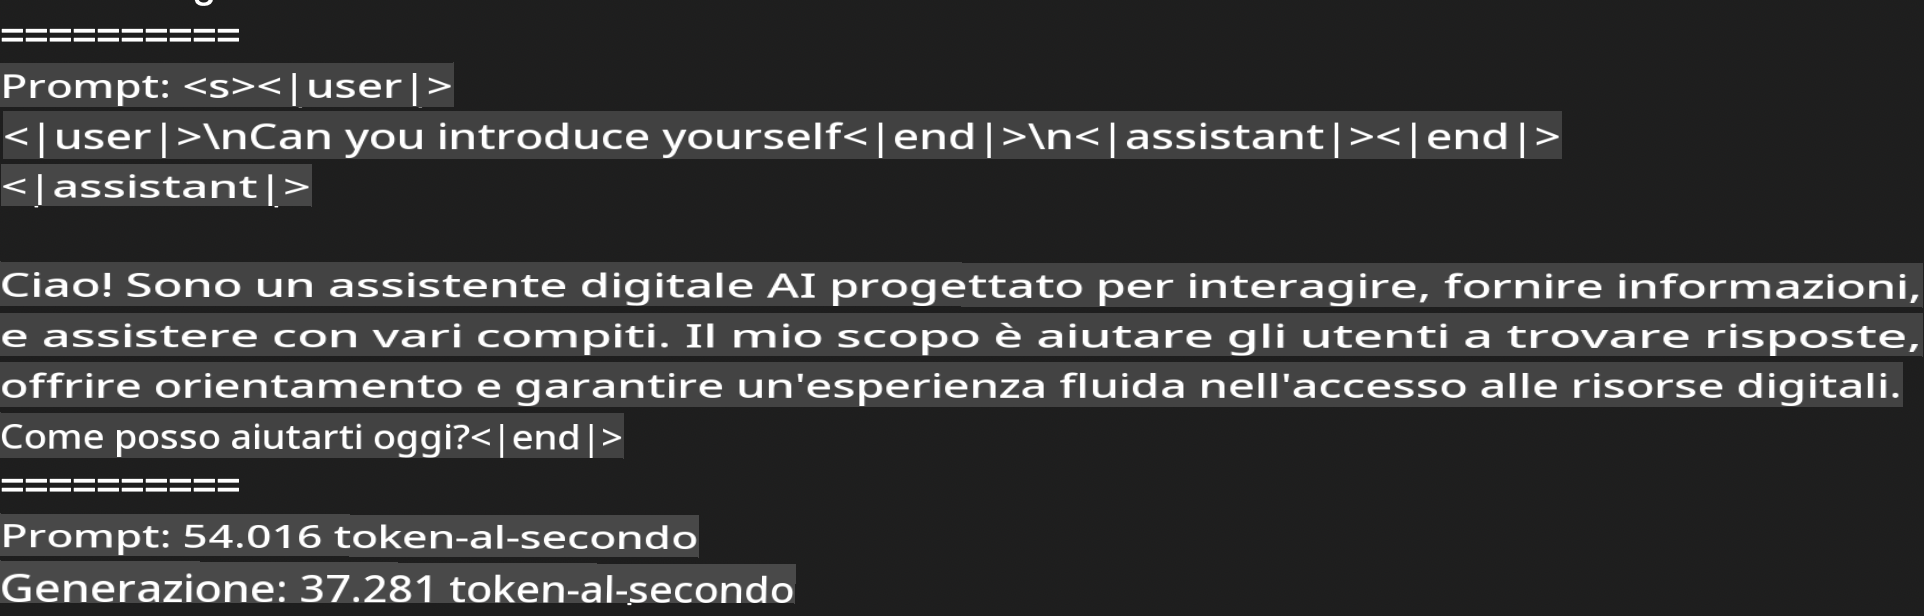 ==========
Prompt: <s><|user|>
<|user|>\nCan you introduce yourself<|end|>\n<|assistant|><|end|>
<|assistant|>
Ciao! Sono un assistente digitale AI progettato per interagire, fornire informazioni,
e assistere con vari compiti. Il mio scopo è aiutare gli utenti a trovare risposte,
offrire orientamento e garantire un'esperienza fluida nell'accesso alle risorse digitali.
Come posso aiutarti oggi?<|end|>
==========
Prompt: 54.016 token-al-secondo
Generazione: 37.281 token-al-secondo